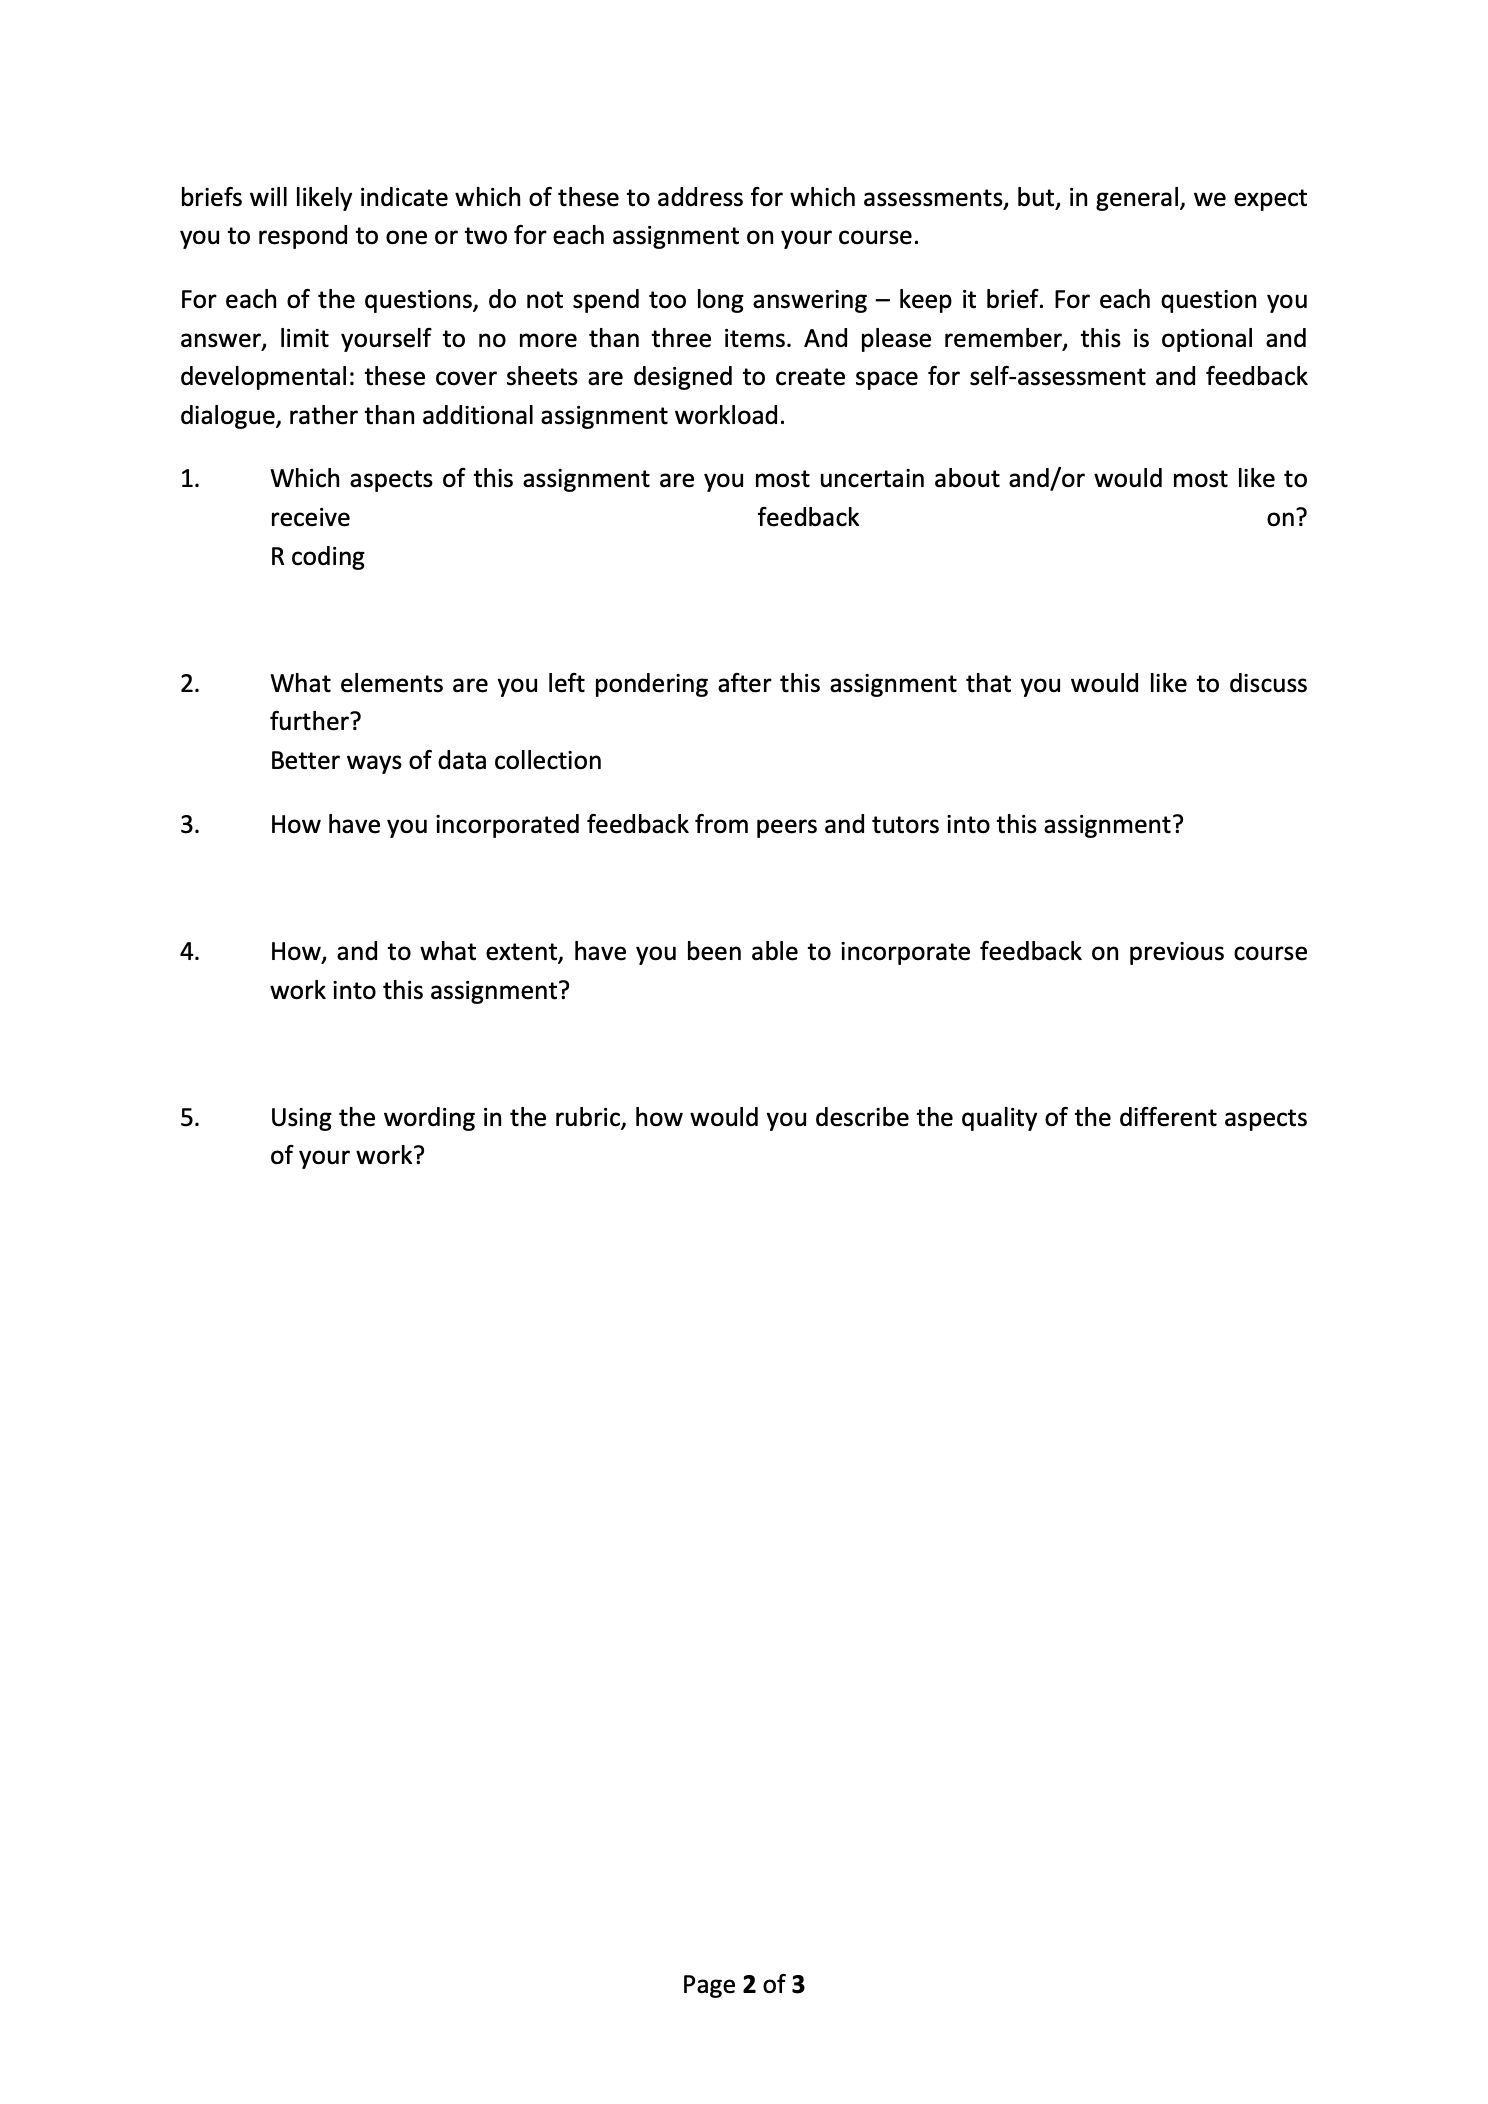 briefs will likely indicate which of these to address for which assessments, but, in general, we expect
you to respond to one or two for each assignment on your course.
For each of the questions, do not spend too long answering – keep it brief. For each question you
answer, limit yourself to no more than three items. And please remember, this is optional and
developmental: these cover sheets are designed to create space for self-assessment and feedback
dialogue, rather than additional assignment workload.
1. Which aspects of this assignment are you most uncertain about and/or would most like to
receive feedback on?
R coding
2. What elements are you left pondering after this assignment that you would like to discuss
further?
Better ways of data collection
3. How have you incorporated feedback from peers and tutors into this assignment?
4. How, and to what extent, have you been able to incorporate feedback on previous course
work into this assignment?
5. Using the wording in the rubric, how would you describe the quality of the different aspects
of your work?
Page 2 of 3